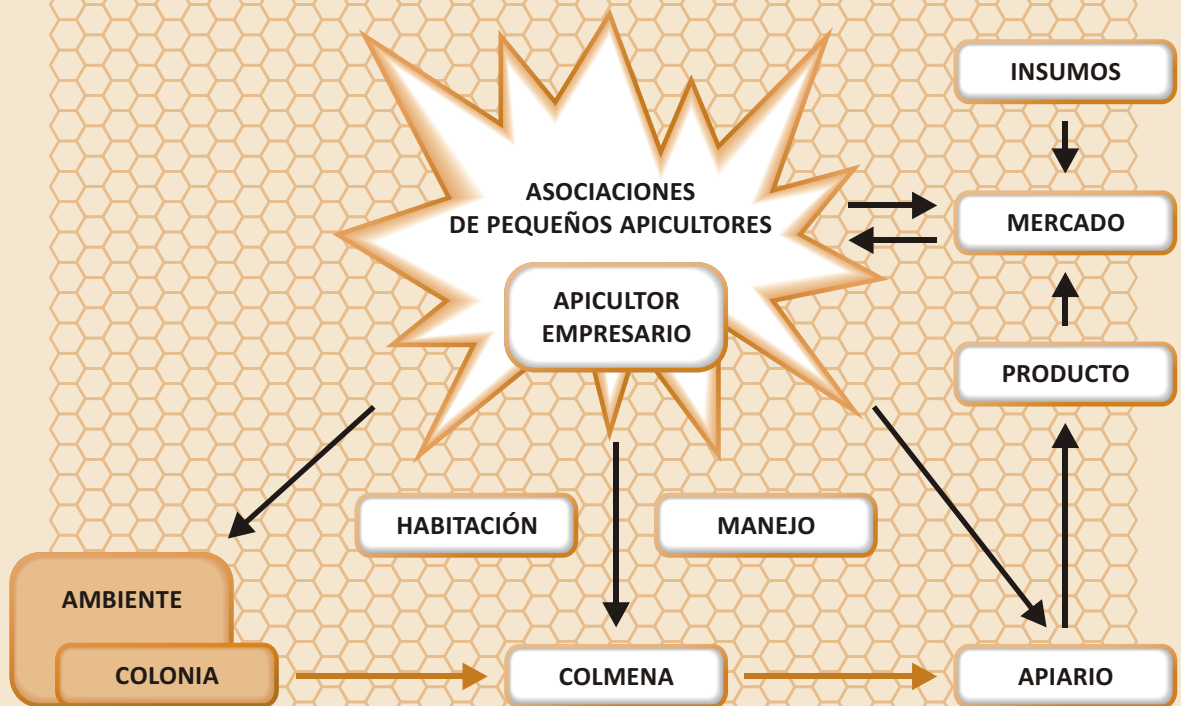 INSUMOS
ASOCIACIONES
DE PEQUEÑOS APICULTORES
MERCADO
APICULTOR
EMPRESARIO
PRODUCTO
HABITACIÓN
MANEJO
AMBIENTE
COLONIA
COLMENA
APIARIO